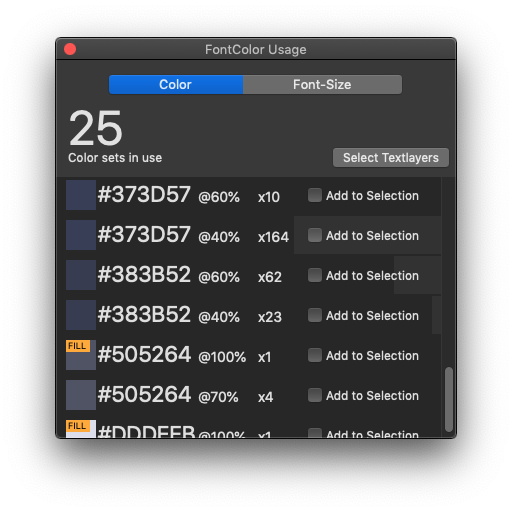 FontColor Usage
Color Font-Size
25
Color sets in use
Select Textlayers
#373D57 @60% x10 Add to Selection
#373D57 @40% x164 Add to Selection
#383B52 @60% x62 Add to Selection
#383B52 @40% x23 Add to Selection
FILL
#505264 @100% x1 Add to Selection
#505264 @70% x4 Add to Selection
FILL
@100% x1 Add to Selection